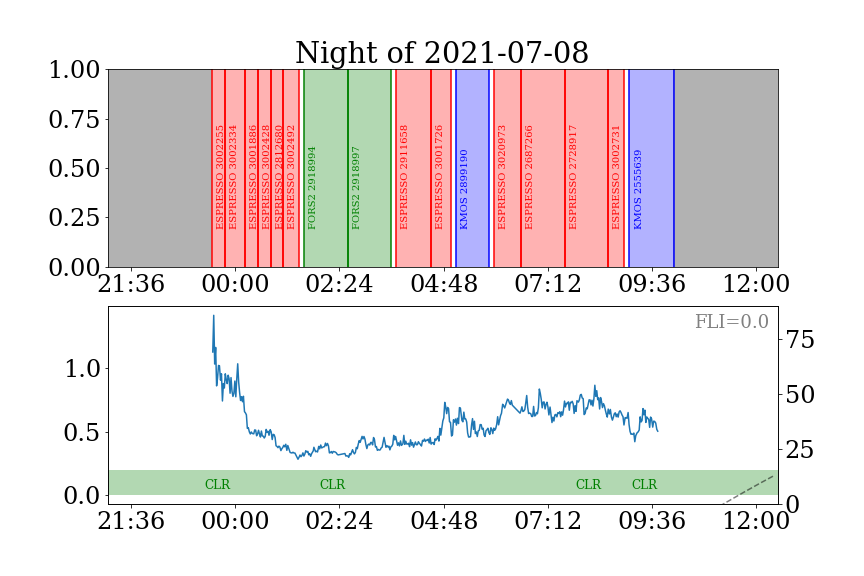 Night of 2021-07-08
1.00
0.75
0.50
0.25
0.00
ESPRESSO 3002255
ESPRESSO 3002334
ESPRESSO 3001886
ESPRESSO 3002428
ESPRESSO 2812680
ESPRESSO 3002492
FORS2 2918994
FORS2 2918997
ESPRESSO 2911658
ESPRESSO 3001726
KMOS 2899190
ESPRESSO 3020973
ESPRESSO 2687266
ESPRESSO 2728917
ESPRESSO 3002731
KMOS 2555639
21:36 00:00 02:24 04:48 07:12 09:36 12:00
FLI=0.0
1.0
0.5
0.0
75
50
25
0
CLR CLR CLR CLR
21:36 00:00 02:24 04:48 07:12 09:36 12:00